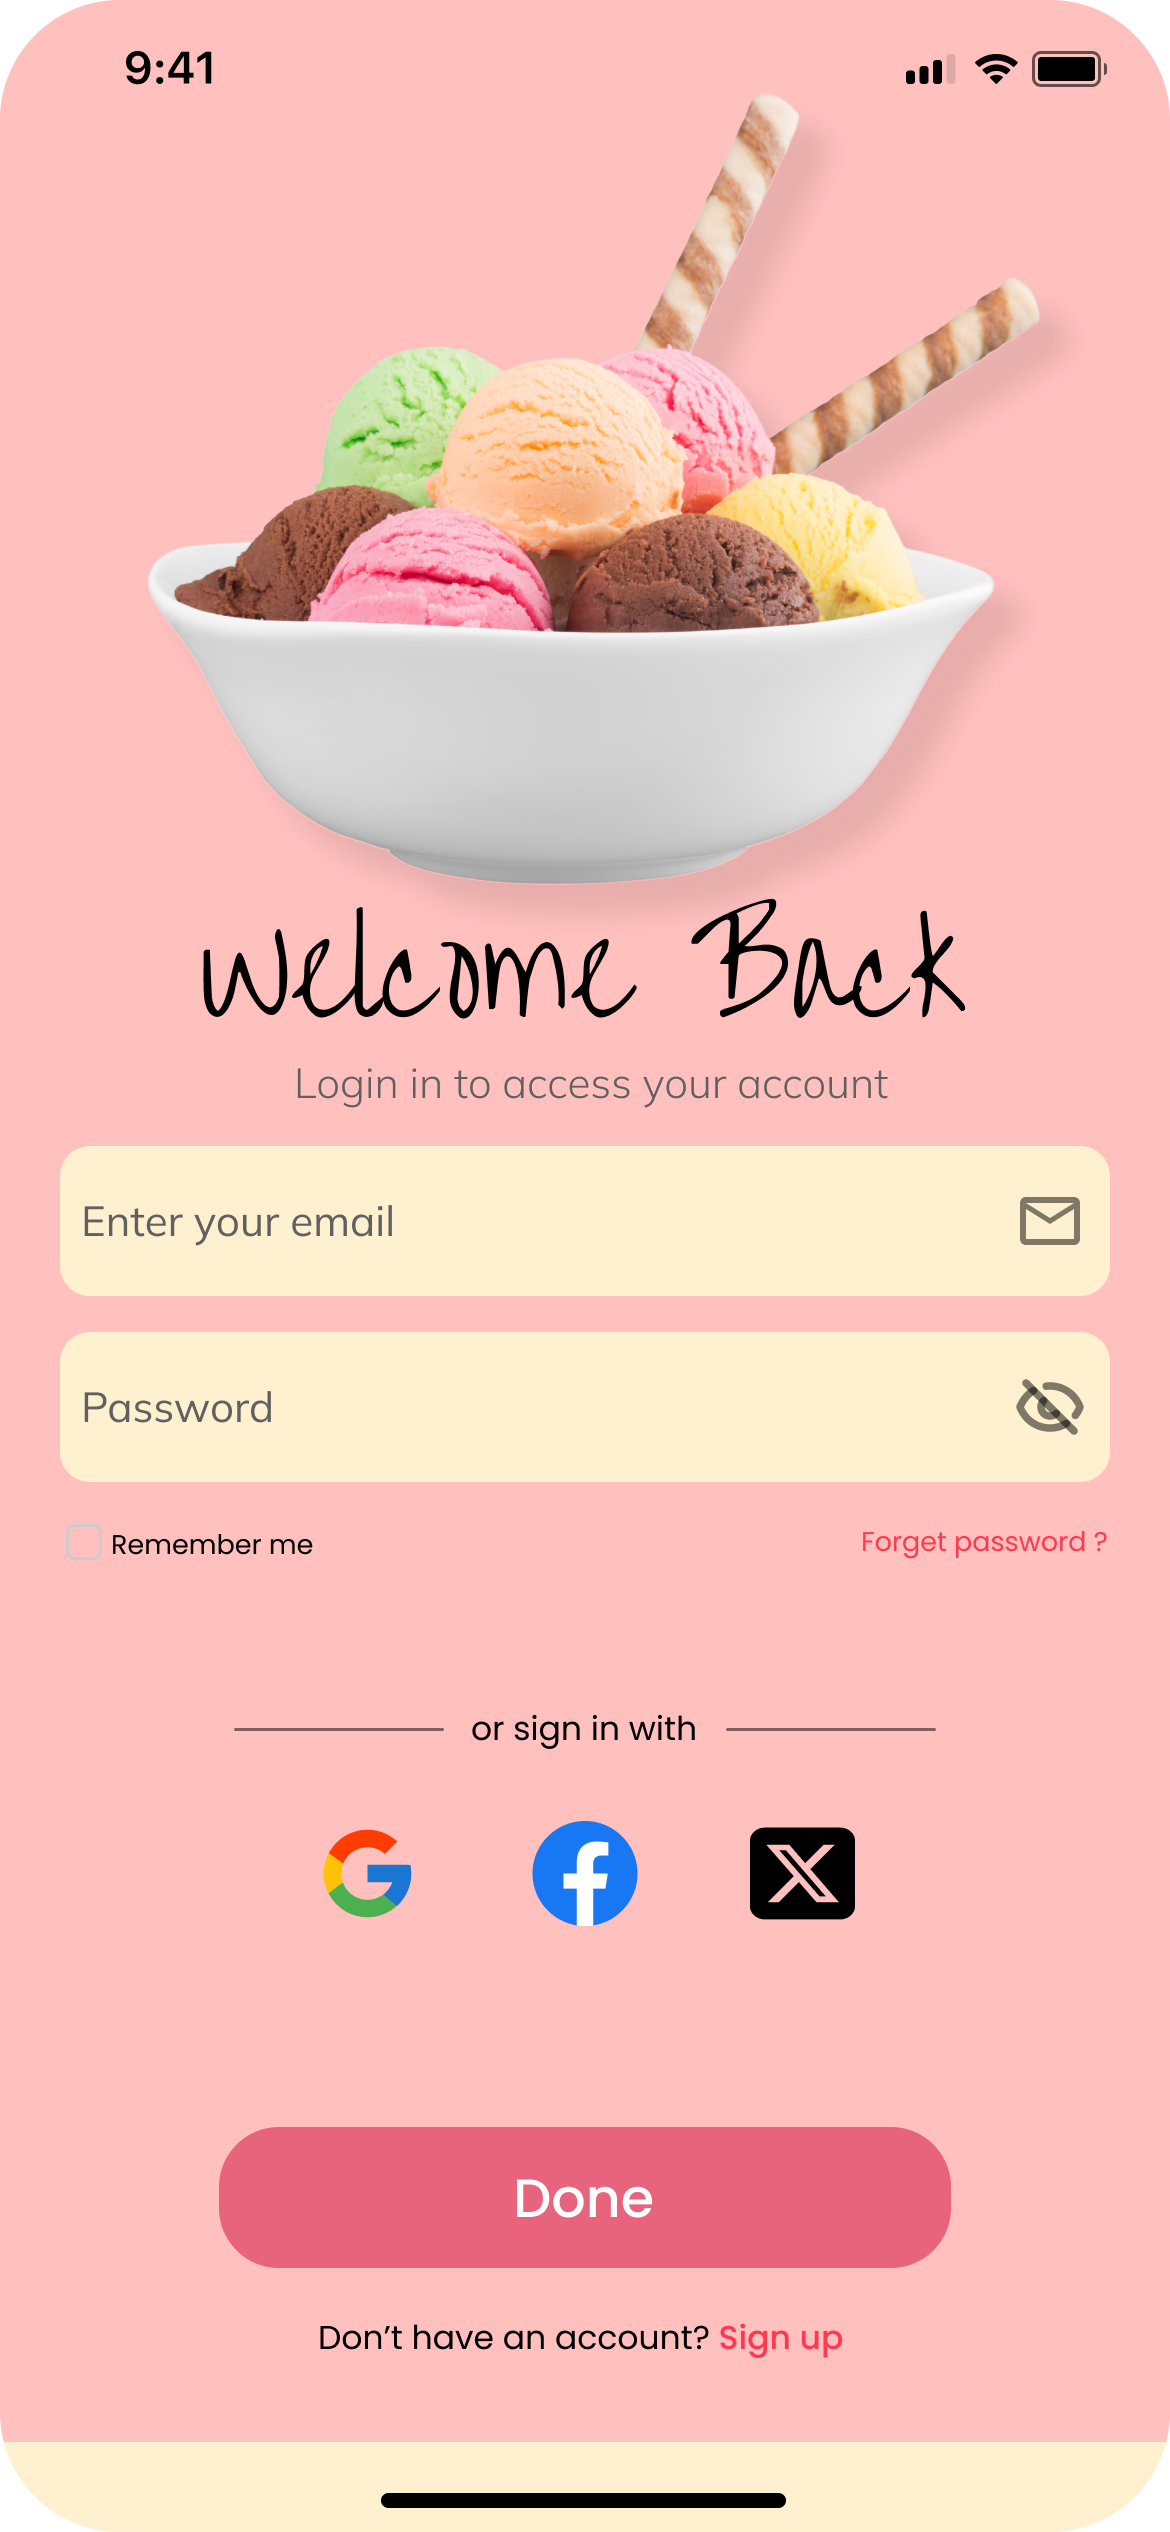 9:41
Welcome Back
Login in to access your account
Enter your email
Password
Remember me
Forget password ?
or sign in with
Done
Don’t have an account? Sign up